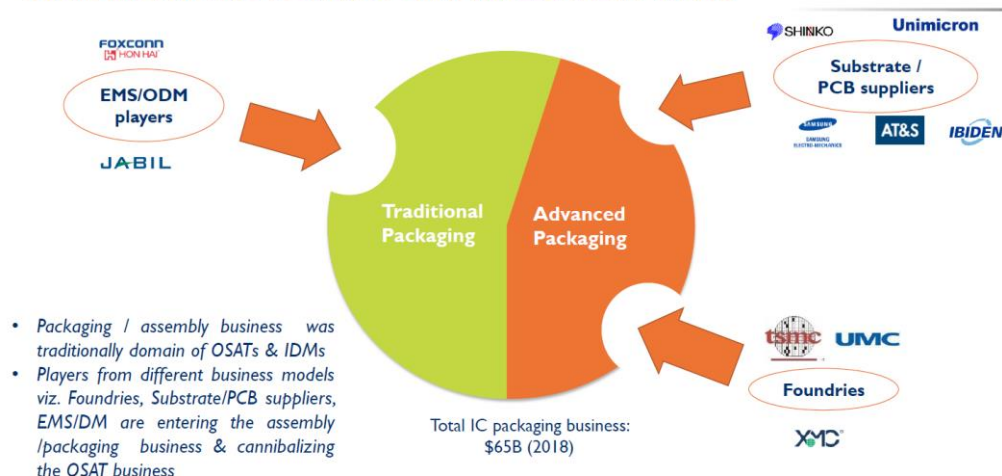 FOXCONN
HON HAI
EMS/ODM
players
JABIL
SHINKO
Unimicron
Substrate /
PCB suppliers
SAMSUNG
SAMSUNG
ELECTRO-MECHANICS
AT&S
IBIDEN
Traditional
Packaging
Advanced
Packaging
• Packaging / assembly business was
traditionally domain of OSATs & IDMs
• Players from different business models
viz. Foundries, Substrate/PCB suppliers,
EMS/DM are entering the assembly
/packaging business & cannibalizing
the OSAT business
Total IC packaging business:
$65B (2018)
tsmc
UMC
Foundries
XMC